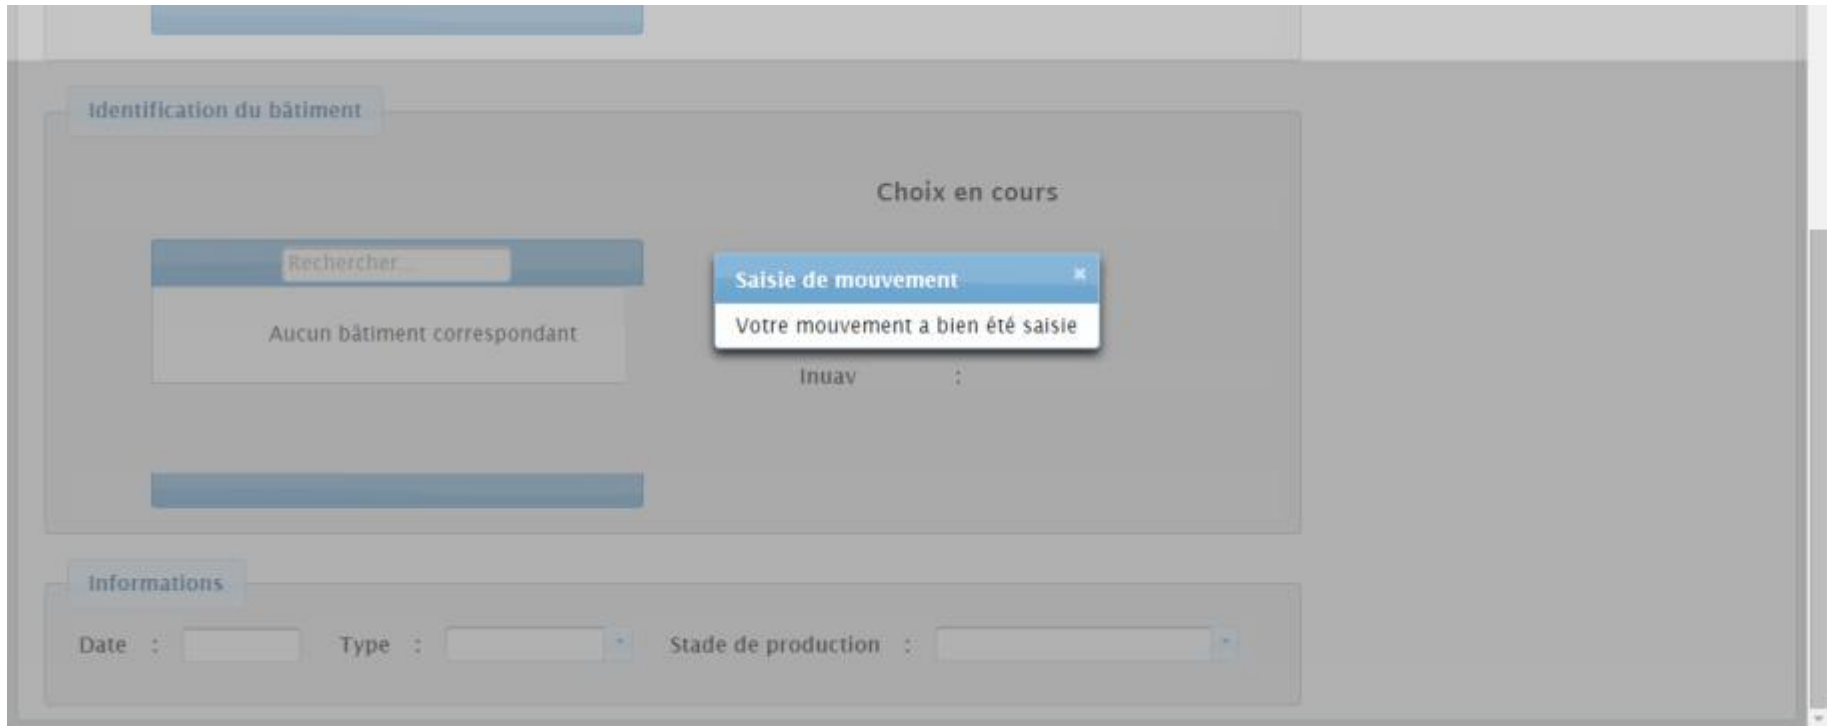 Identification du bâtiment
Choix en cours
Rechercher...
Saisie de mouvement
Aucun bâtiment correspondant
Votre mouvement a bien été saisie
Inuav :
Informations
Date : Type : Stade de production :